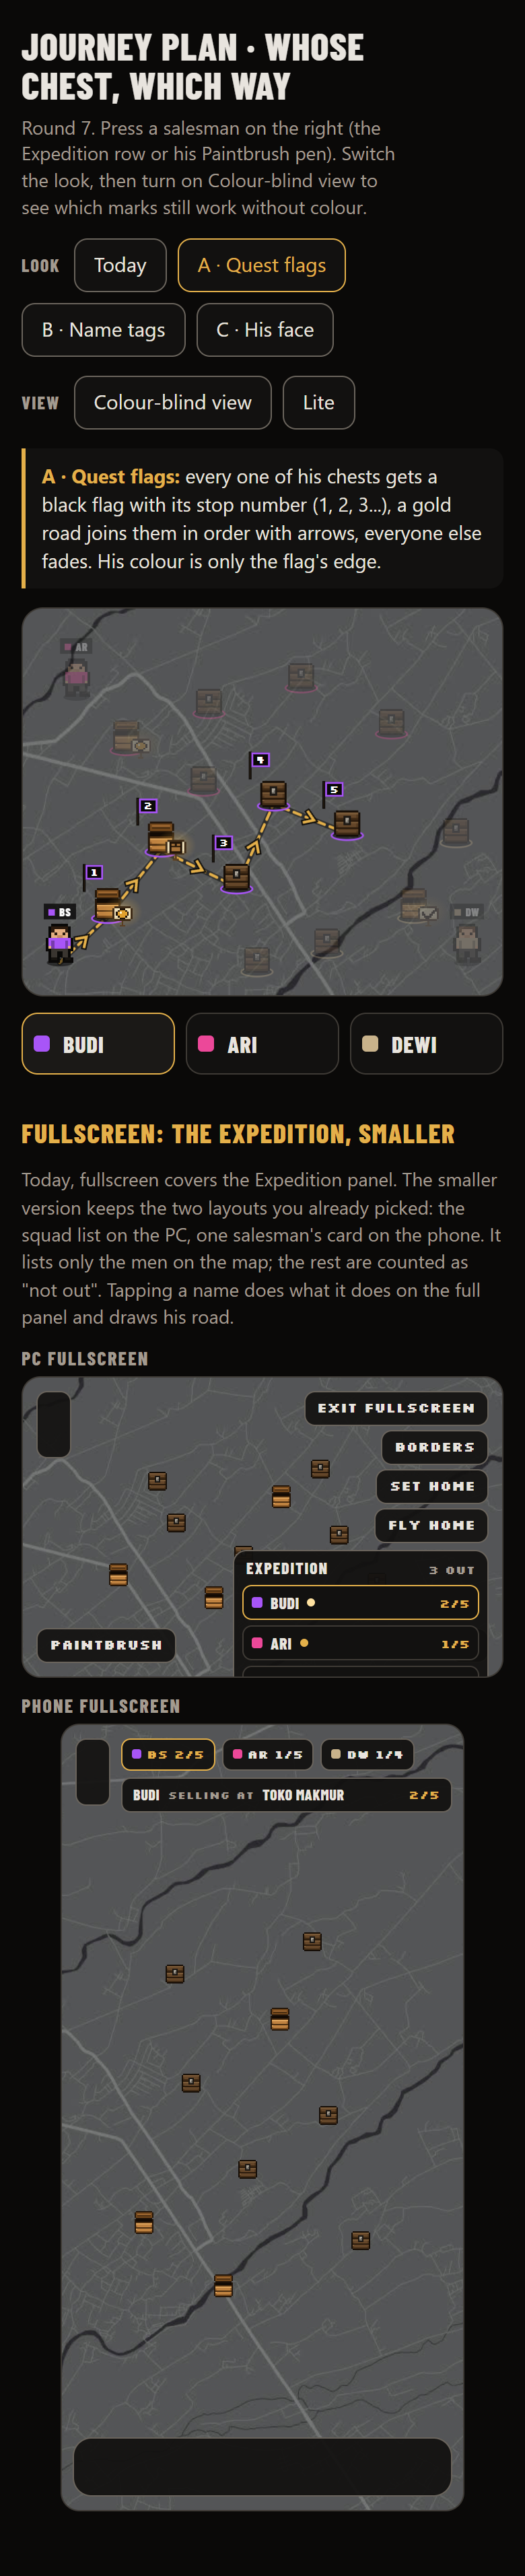 JOURNEY PLAN · WHOSE
CHEST, WHICH WAY
Round 7. Press a salesman on the right (the
Expedition row or his Paintbrush pen). Switch
the look, then turn on Colour-blind view to
see which marks still work without colour.
LOOK
Today
A · Quest flags
B · Name tags
C · His face
VIEW
Colour-blind view
Lite
A · Quest flags: every one of his chests gets a
black flag with its stop number (1, 2, 3...), a gold
road joins them in order with arrows, everyone else
fades. His colour is only the flag's edge.
AR
4
5
2
3
1
BS
DW
BUDI
ARI
DEWI
FULLSCREEN: THE EXPEDITION, SMALLER
Today, fullscreen covers the Expedition panel. The smaller
version keeps the two layouts you already picked: the
squad list on the PC, one salesman's card on the phone. It
lists only the men on the map; the rest are counted as
"not out". Tapping a name does what it does on the full
panel and draws his road.
PC FULLSCREEN
EXIT FULLSCREEN
BORDERS
SET HOME
FLY HOME
EXPEDITION 3 OUT
BUDI 2/5
ARI 1/5
PAINTBRUSH
PHONE FULLSCREEN
BS 2/5
AR 1/5
DW 1/4
BUDI SELLING AT TOKO MAKMUR 2/5